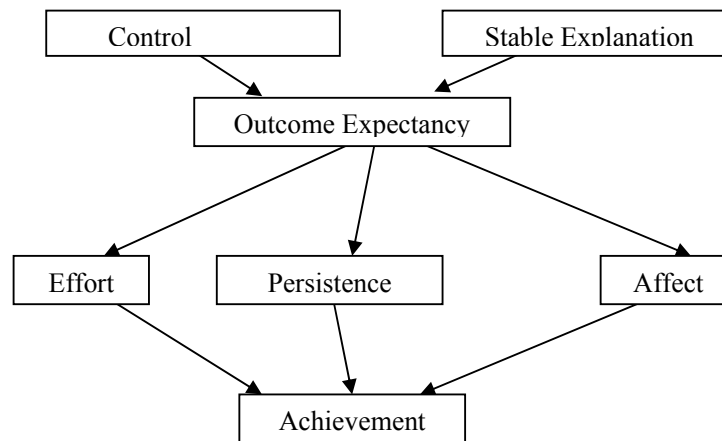 Control
Stable Explanation
Outcome Expectancy
Effort
Persistence
Affect
Achievement